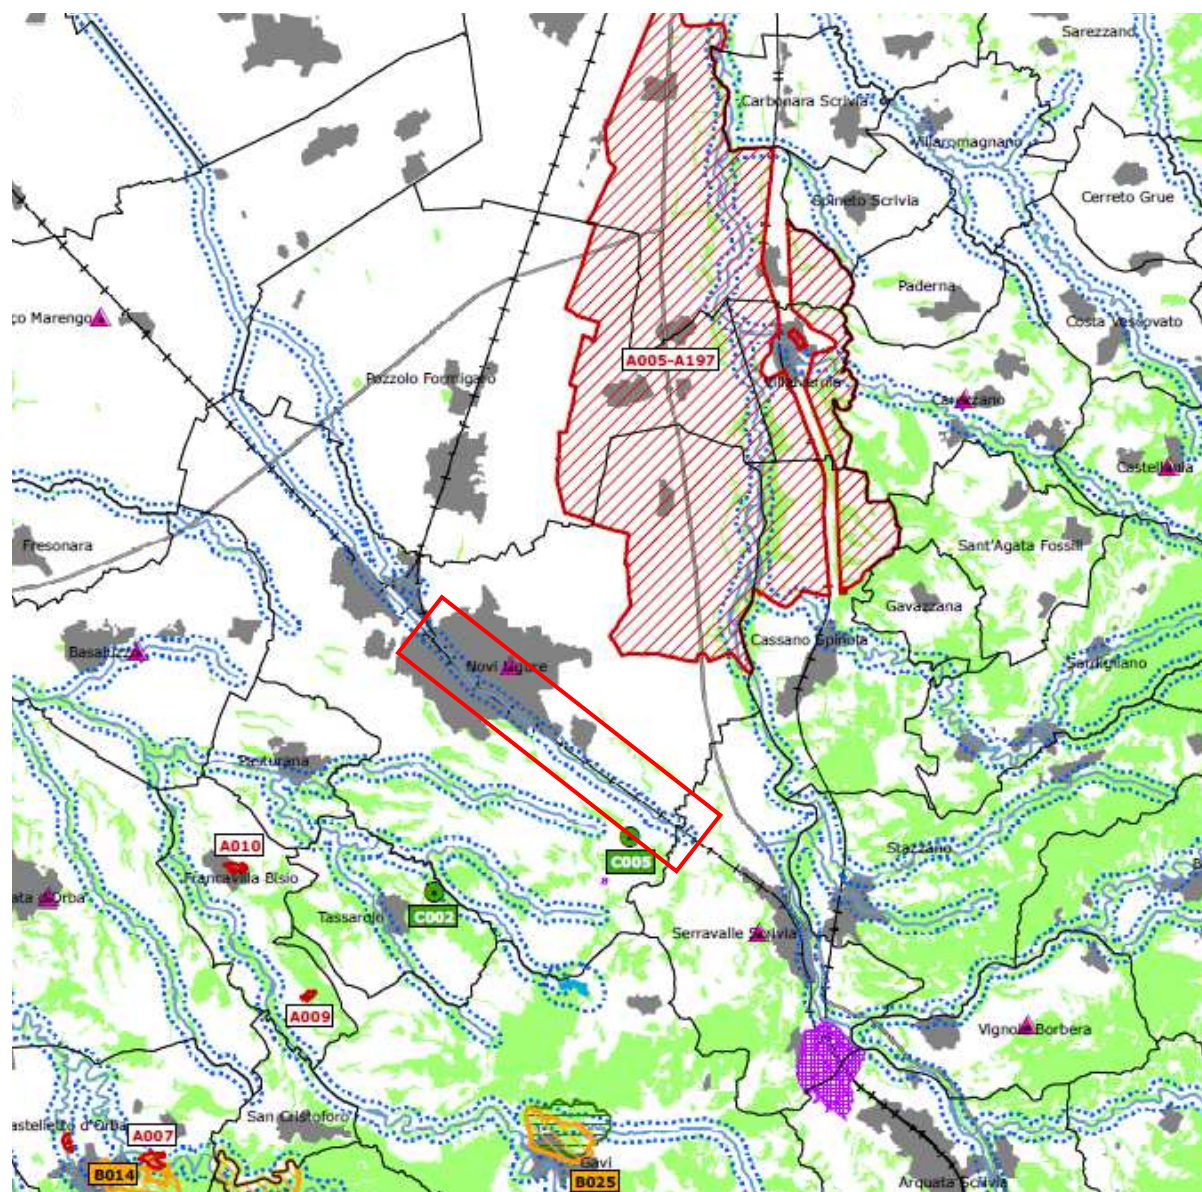 Sarezzano
Carbonara Scrivia
Villaromagnano
Cerreto Grue
Spineto Scrivia
Paderna
ço Marengo
Costa Vescovato
A005-A197
Pozzolo Formigaro
Villalvernia
Carezzano
Castellania
Fresonara
Sant'Agata Fossili
Gavazzana
Cassano Spinola
Basaluzzo
Novi Ligure
Sardigliano
Pasturana
A010
C005
Stazzano
Francavilla Bisio
ata d'Orba
C002
Tassarolo
Serravalle Scrivia
A009
Vignole Borbera
San Cristoforo
astelletto d'Orba
A007
B014
Gavi
B025
Arquata Scrivia